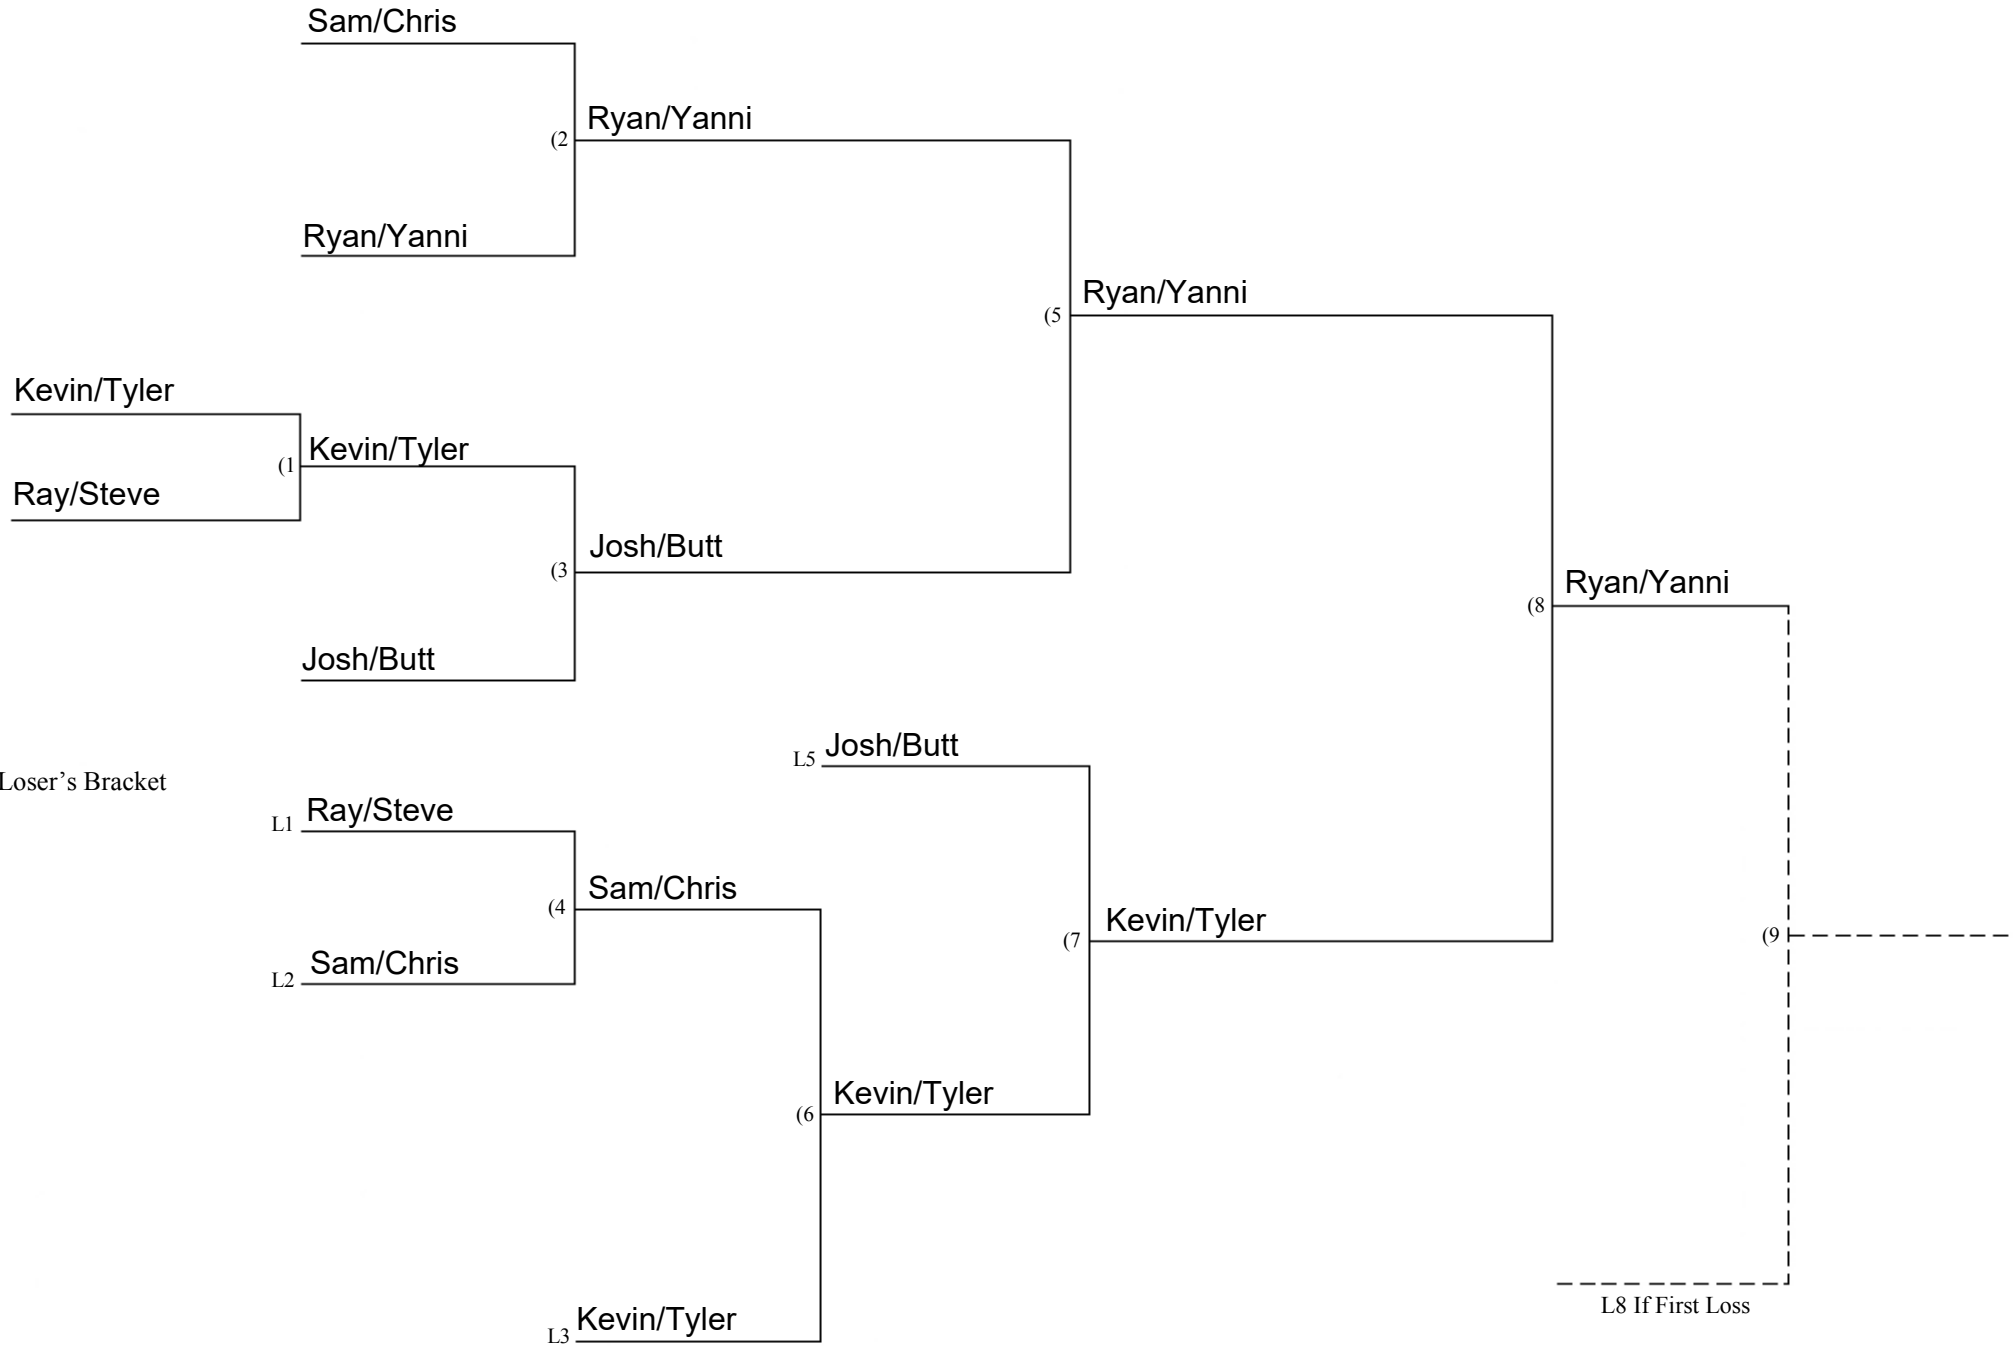 Sam/Chris
(2
Ryan/Yanni
Ryan/Yanni
(5
Ryan/Yanni
Kevin/Tyler
(1
Kevin/Tyler
Ray/Steve
(3
Josh/Butt
(8
Ryan/Yanni
Josh/Butt
Loser’s Bracket
L5
Josh/Butt
L1
Ray/Steve
(4
Sam/Chris
L2
Sam/Chris
(7
Kevin/Tyler
(9
(6
Kevin/Tyler
L3
Kevin/Tyler
L8 If First Loss